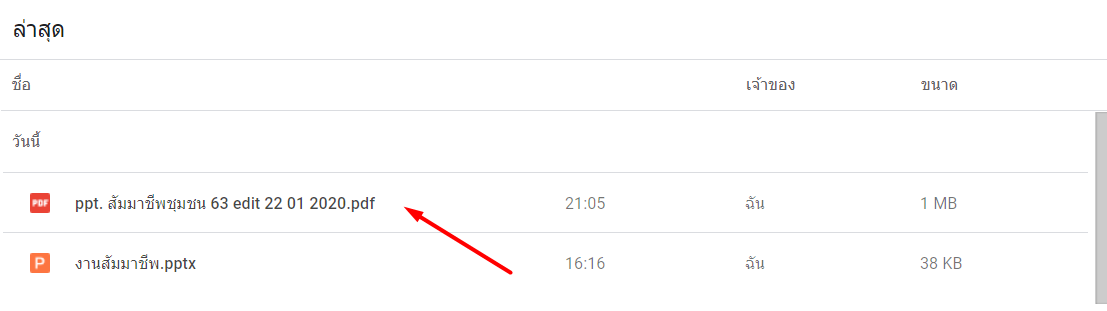 ล่าสุด
ชื่อ เจ้าของ ขนาด
วันนี้
PDF ppt. สัมมาชีพชุมชน 63 edit 22 01 2020.pdf 21:05 ฉัน 1 MB
P งานสัมมาชีพ.pptx 16:16 ฉัน 38 KB